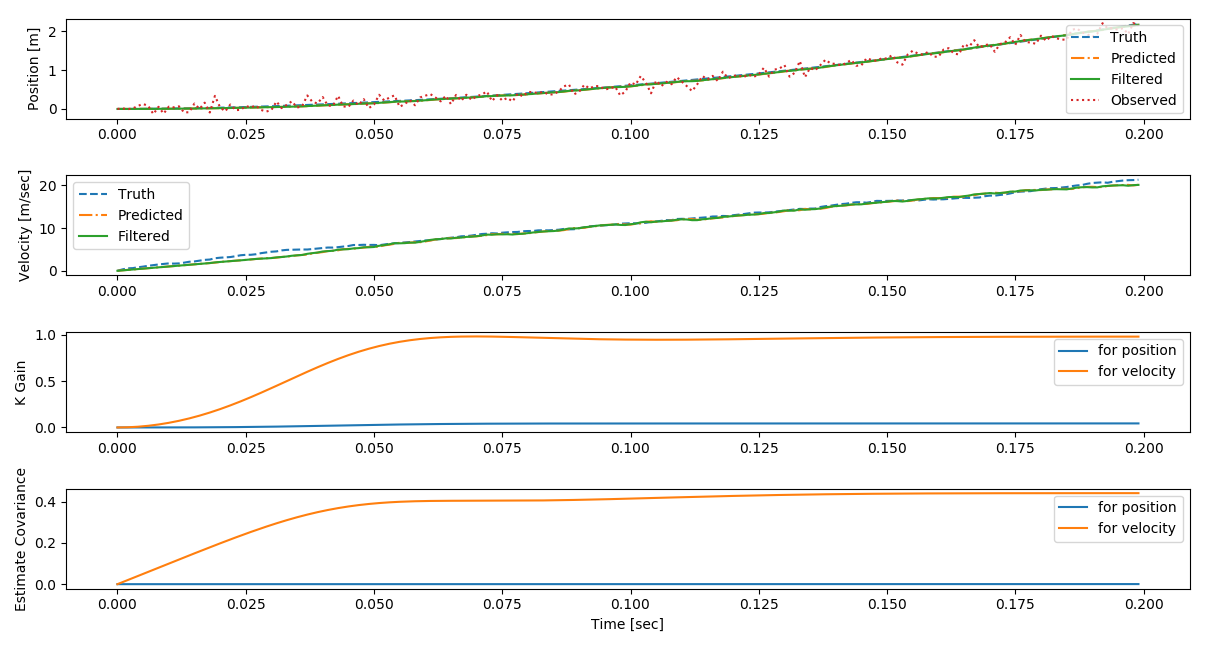 Position [m]
2
1
0
Truth
Predicted
Filtered
Observed
0.000 0.025 0.050 0.075 0.100 0.125 0.150 0.175 0.200
Velocity [m/sec]
20
10
0
Truth
Predicted
Filtered
0.000 0.025 0.050 0.075 0.100 0.125 0.150 0.175 0.200
K Gain
1.0
0.5
0.0
for position
for velocity
0.000 0.025 0.050 0.075 0.100 0.125 0.150 0.175 0.200
Estimate Covariance
0.4
0.2
0.0
for position
for velocity
0.000 0.025 0.050 0.075 0.100 0.125 0.150 0.175 0.200
Time [sec]